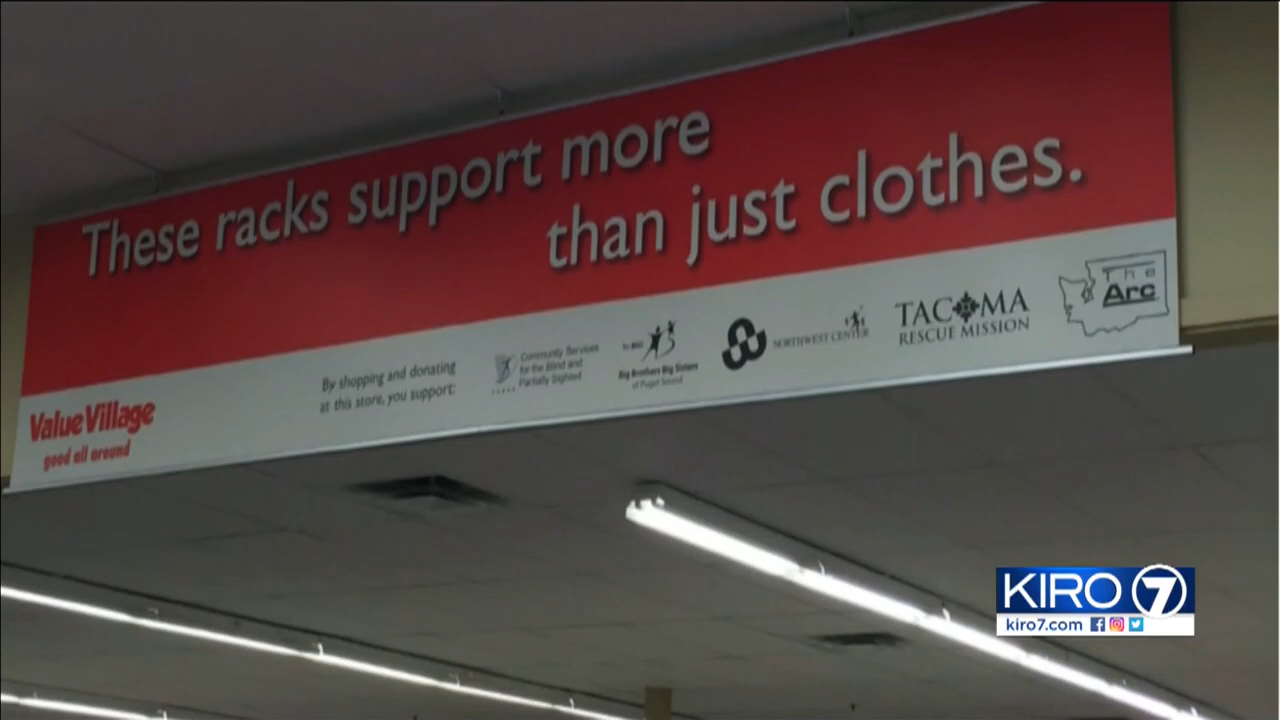 These racks support more
than just clothes.
Value Village
good all around
By shopping and donating
at this store, you support:
Community Services
for the Blind and
Partially Sighted
Big Brothers Big Sisters
of Puget Sound
NORTHWEST CENTER
TACOMA
RESCUE MISSION
The
Arc
KIRO 7
kiro7.com